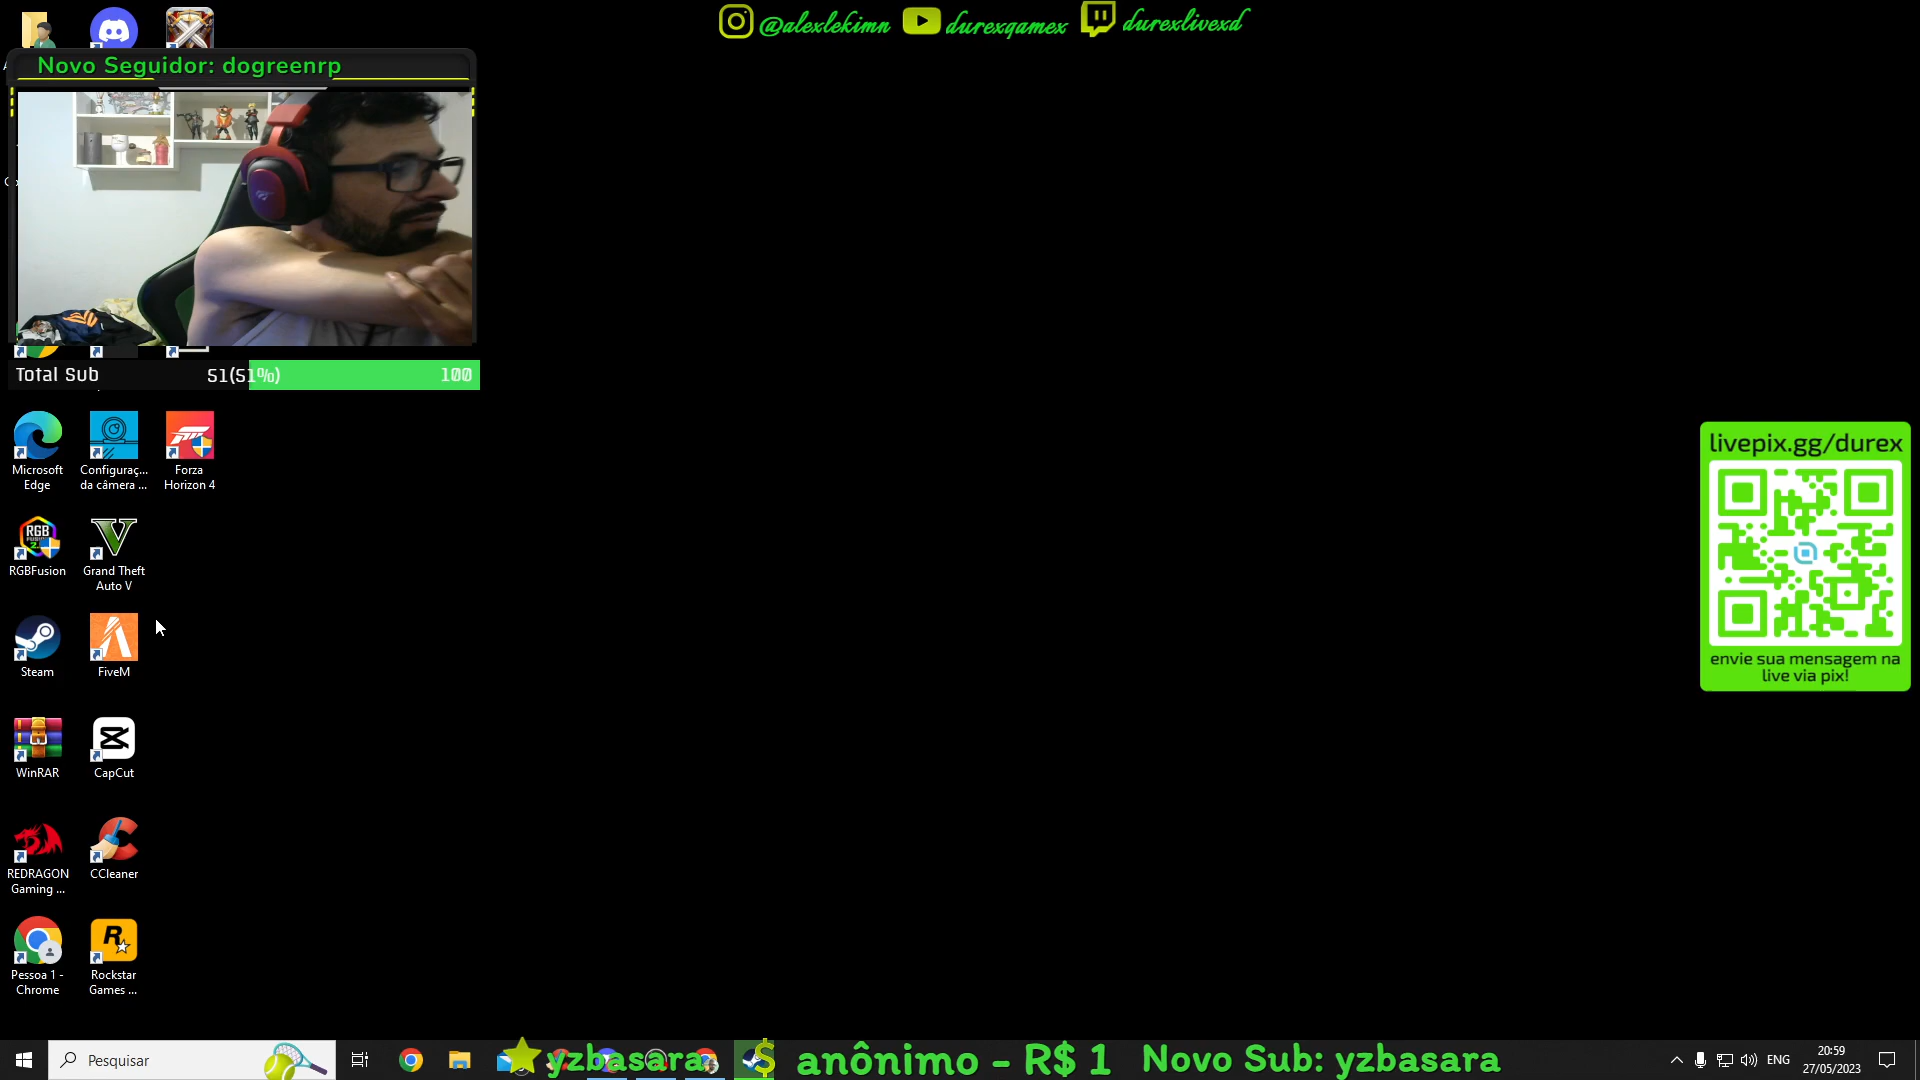 @alexlekimn
durexgamex
durexlivexd
Novo Seguidor: dogreenrp
Total Sub
51(51%)
100
Microsoft
Edge
Configuraç...
da câmera ...
Forza
Horizon 4
RGBFusion
Grand Theft
Auto V
Steam
FiveM
WinRAR
CapCut
REDRAGON
Gaming ...
CCleaner
Pessoa 1 -
Chrome
Rockstar
Games ...
livepix.gg/durex
envie sua mensagem na
live via pix!
Pesquisar
yzbasara
anônimo - R$ 1
Novo Sub: yzbasara
ENG
20:59
27/05/2023